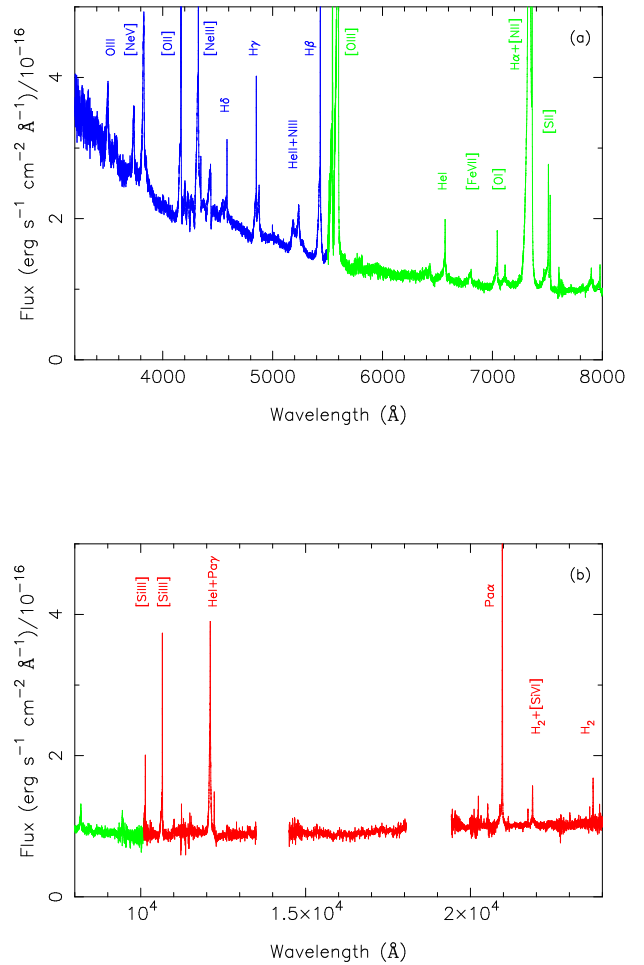 OIII
[NeV]
[OII]
[NeIII]
Hγ
Hβ
[OIII]
Hα+[NII]
(a)
Hδ
HeII+NIII
HeI
[FeVII]
[OI]
[SII]
Flux (erg s⁻¹ cm⁻² Å⁻¹)/10⁻¹⁶
4
2
0
4000 5000 6000 7000 8000
Wavelength (Å)
[SiIII]
[SiIII]
HeI+Paγ
Paα
H₂+[SiVI]
H₂
(b)
Flux (erg s⁻¹ cm⁻² Å⁻¹)/10⁻¹⁶
4
2
0
10⁴ 1.5×10⁴ 2×10⁴
Wavelength (Å)